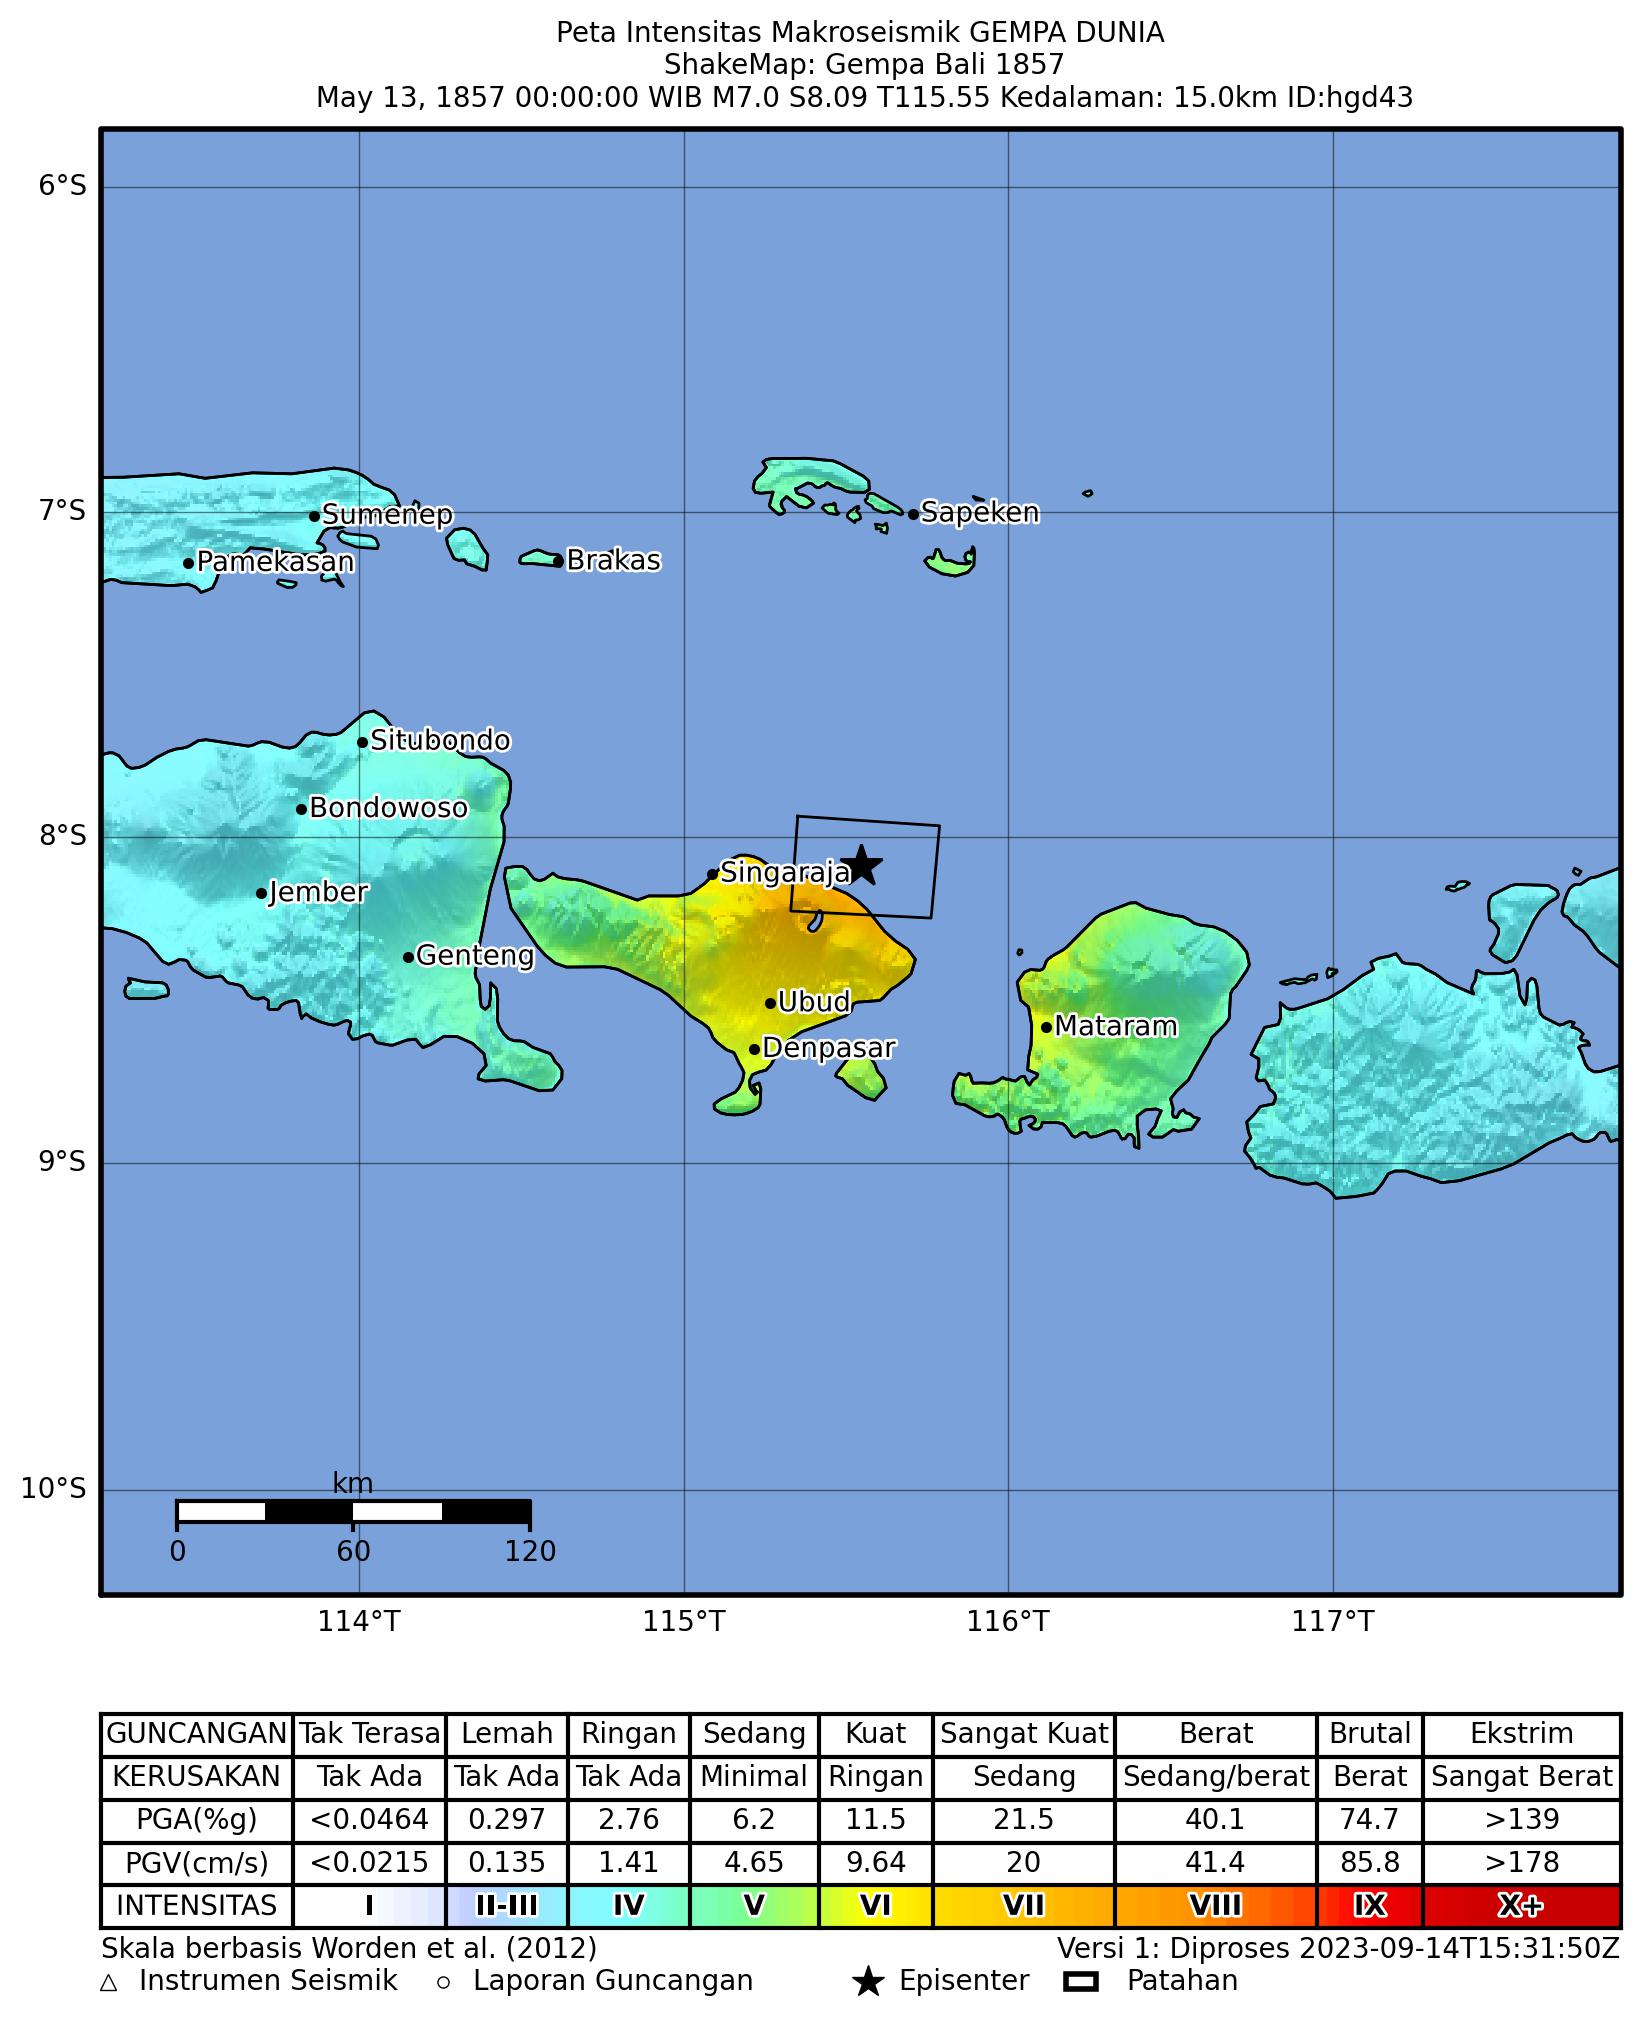 Peta Intensitas Makroseismik GEMPA DUNIA
ShakeMap: Gempa Bali 1857
May 13, 1857 00:00:00 WIB M7.0 S8.09 T115.55 Kedalaman: 15.0km ID:hgd43
6°S
7°S
Sumenep
Sapeken
Pamekasan
Brakas
Situbondo
Bondowoso
8°S
Singaraja
Jember
Genteng
Ubud
Mataram
Denpasar
9°S
10°S
km
0 60 120
114°T 115°T 116°T 117°T
GUNCANGAN Tak Terasa Lemah Ringan Sedang Kuat Sangat Kuat Berat Brutal Ekstrim
KERUSAKAN Tak Ada Tak Ada Tak Ada Minimal Ringan Sedang Sedang/berat Berat Sangat Berat
PGA(%g) <0.0464 0.297 2.76 6.2 11.5 21.5 40.1 74.7 >139
PGV(cm/s) <0.0215 0.135 1.41 4.65 9.64 20 41.4 85.8 >178
INTENSITAS I II-III IV V VI VII VIII IX X+
Skala berbasis Worden et al. (2012) Versi 1: Diproses 2023-09-14T15:31:50Z
Instrumen Seismik Laporan Guncangan Episenter Patahan